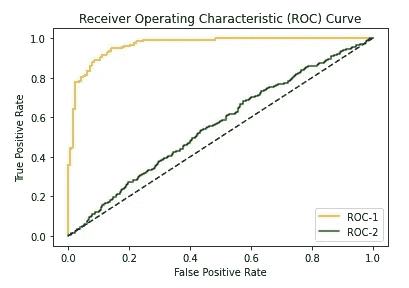 Receiver Operating Characteristic (ROC) Curve
True Positive Rate
1.0
0.8
0.6
0.4
0.2
0.0
ROC-1
ROC-2
0.0 0.2 0.4 0.6 0.8 1.0
False Positive Rate